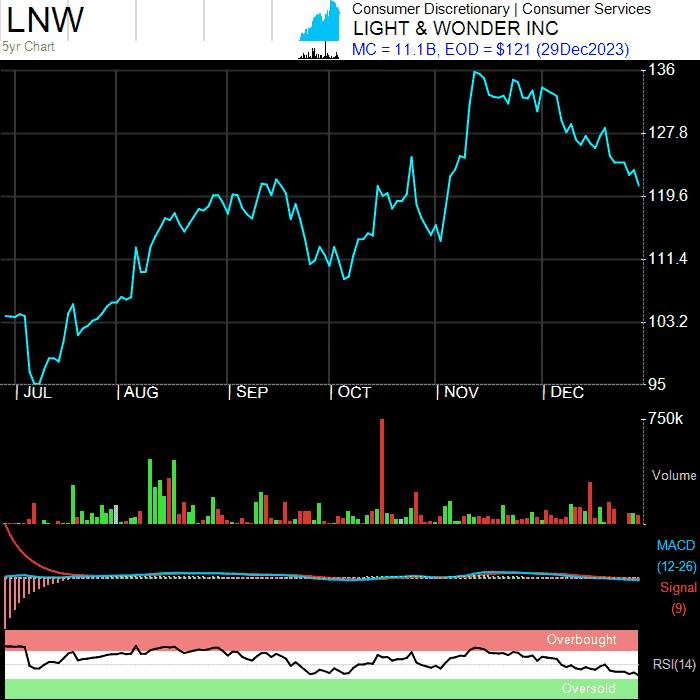 LNW
5yr Chart
Consumer Discretionary | Consumer Services
LIGHT & WONDER INC
MC = 11.1B, EOD = $121 (29Dec2023)
136
127.8
119.6
111.4
103.2
95
JUL
AUG
SEP
OCT
NOV
DEC
750k
Volume
MACD
(12-26)
Signal
(9)
Overbought
RSI(14)
Oversold